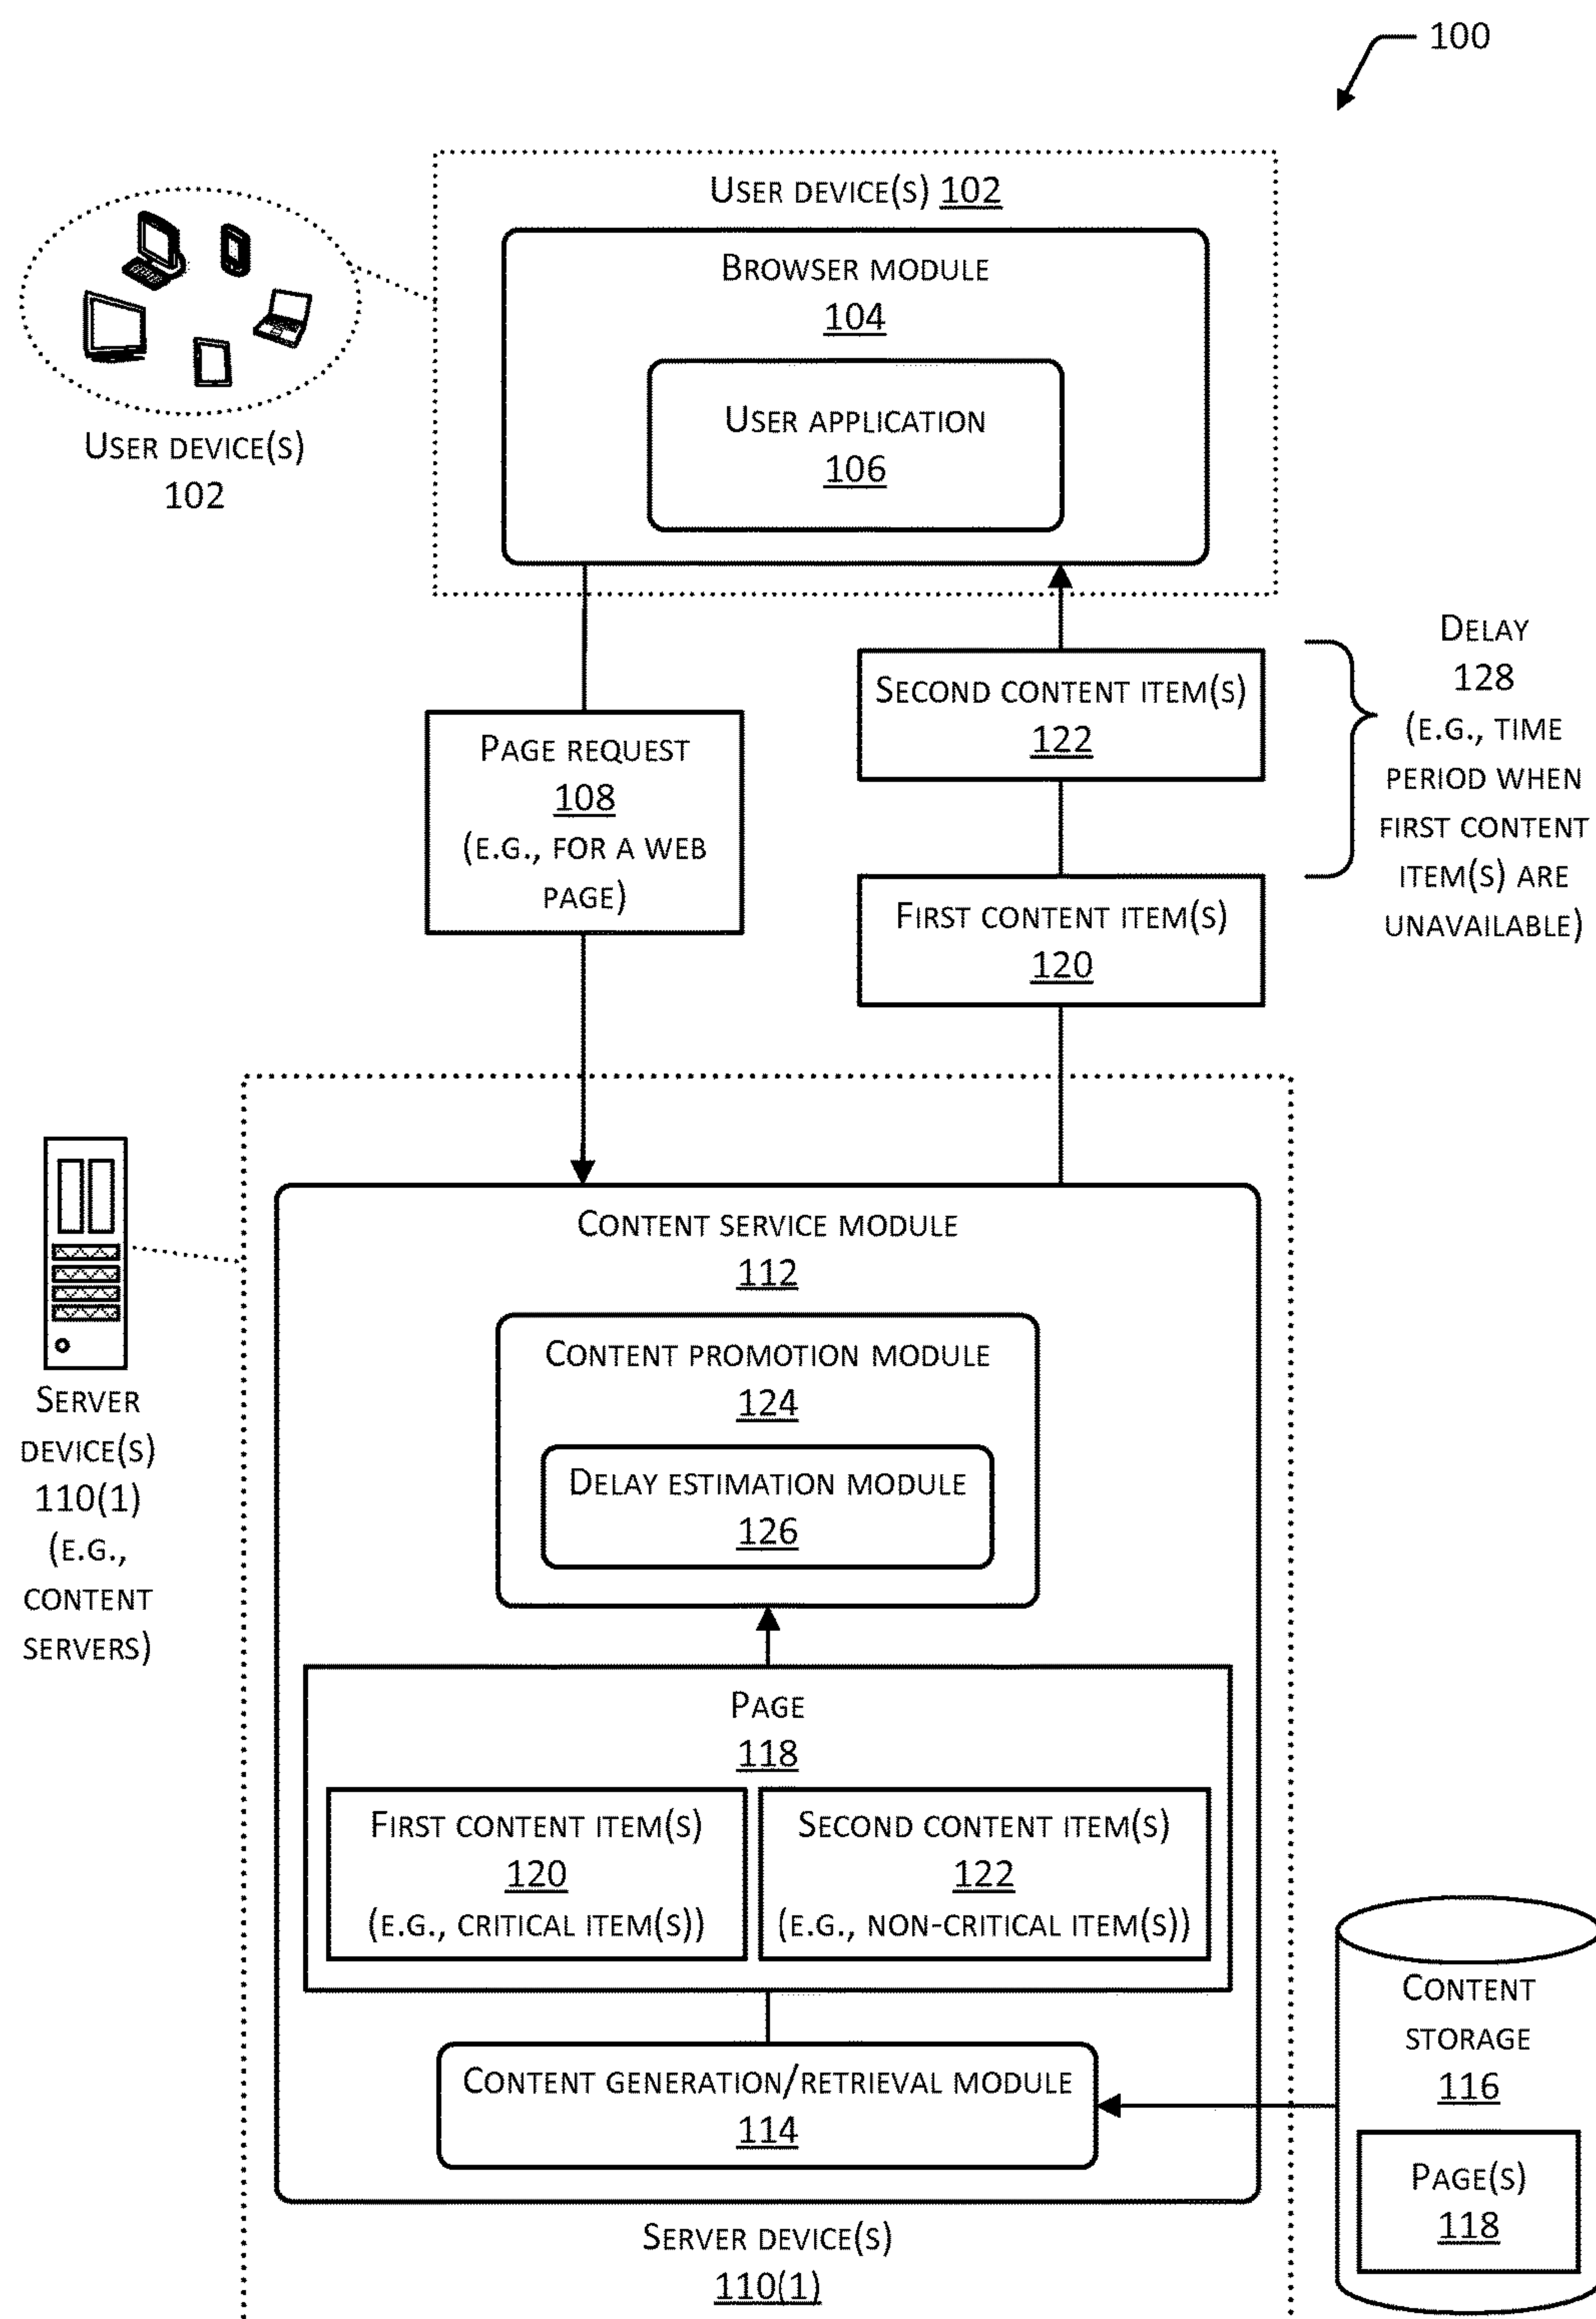 100
User device(s) 102
Browser module
104
User application
106
User device(s)
102
Page request
108
(e.g., for a web
page)
Second content item(s)
122
First content item(s)
120
Delay
128
(e.g., time
period when
first content
item(s) are
unavailable)
Server
device(s)
110(1)
(e.g.,
content
servers)
Content service module
112
Content promotion module
124
Delay estimation module
126
Page
118
First content item(s)
120
(e.g., critical item(s))
Second content item(s)
122
(e.g., non-critical item(s))
Content generation/retrieval module
114
Server device(s)
110(1)
Content
storage
116
Page(s)
118